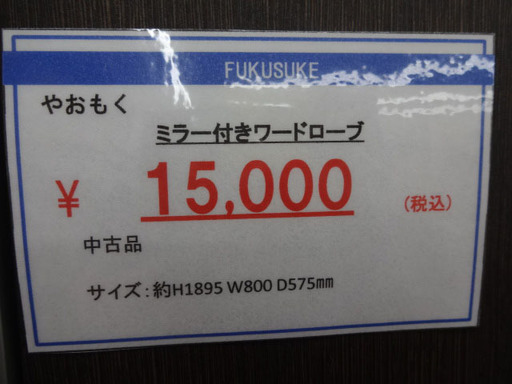 FUKUSUKE
やおもく
ミラー付きワードローブ
¥ 15,000 (税込)
中古品
サイズ：約H1895 W800 D575㎜